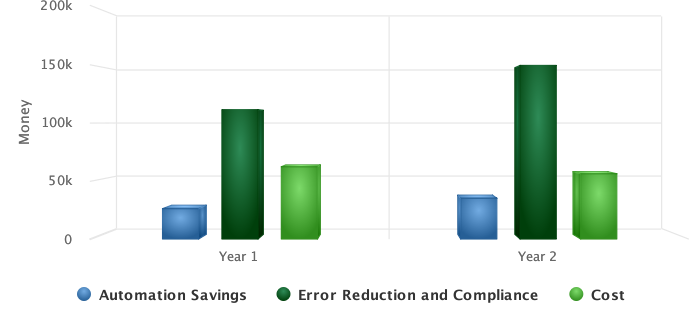 200k
150k
100k
50k
0
Money
Year 1
Year 2
Automation Savings
Error Reduction and Compliance
Cost